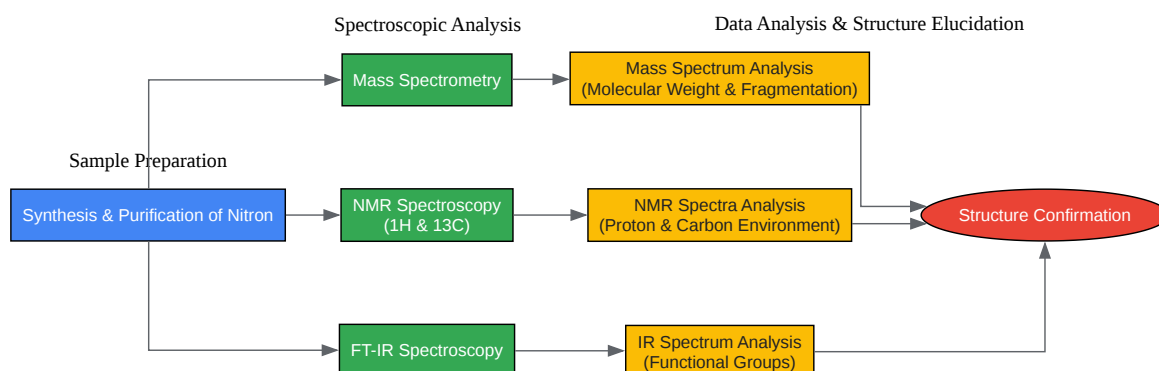 Spectroscopic Analysis
Data Analysis & Structure Elucidation
Mass Spectrometry
Mass Spectrum Analysis
(Molecular Weight & Fragmentation)
Sample Preparation
Synthesis & Purification of Nitron
NMR Spectroscopy
(1H & 13C)
NMR Spectra Analysis
(Proton & Carbon Environment)
Structure Confirmation
FT-IR Spectroscopy
IR Spectrum Analysis
(Functional Groups)